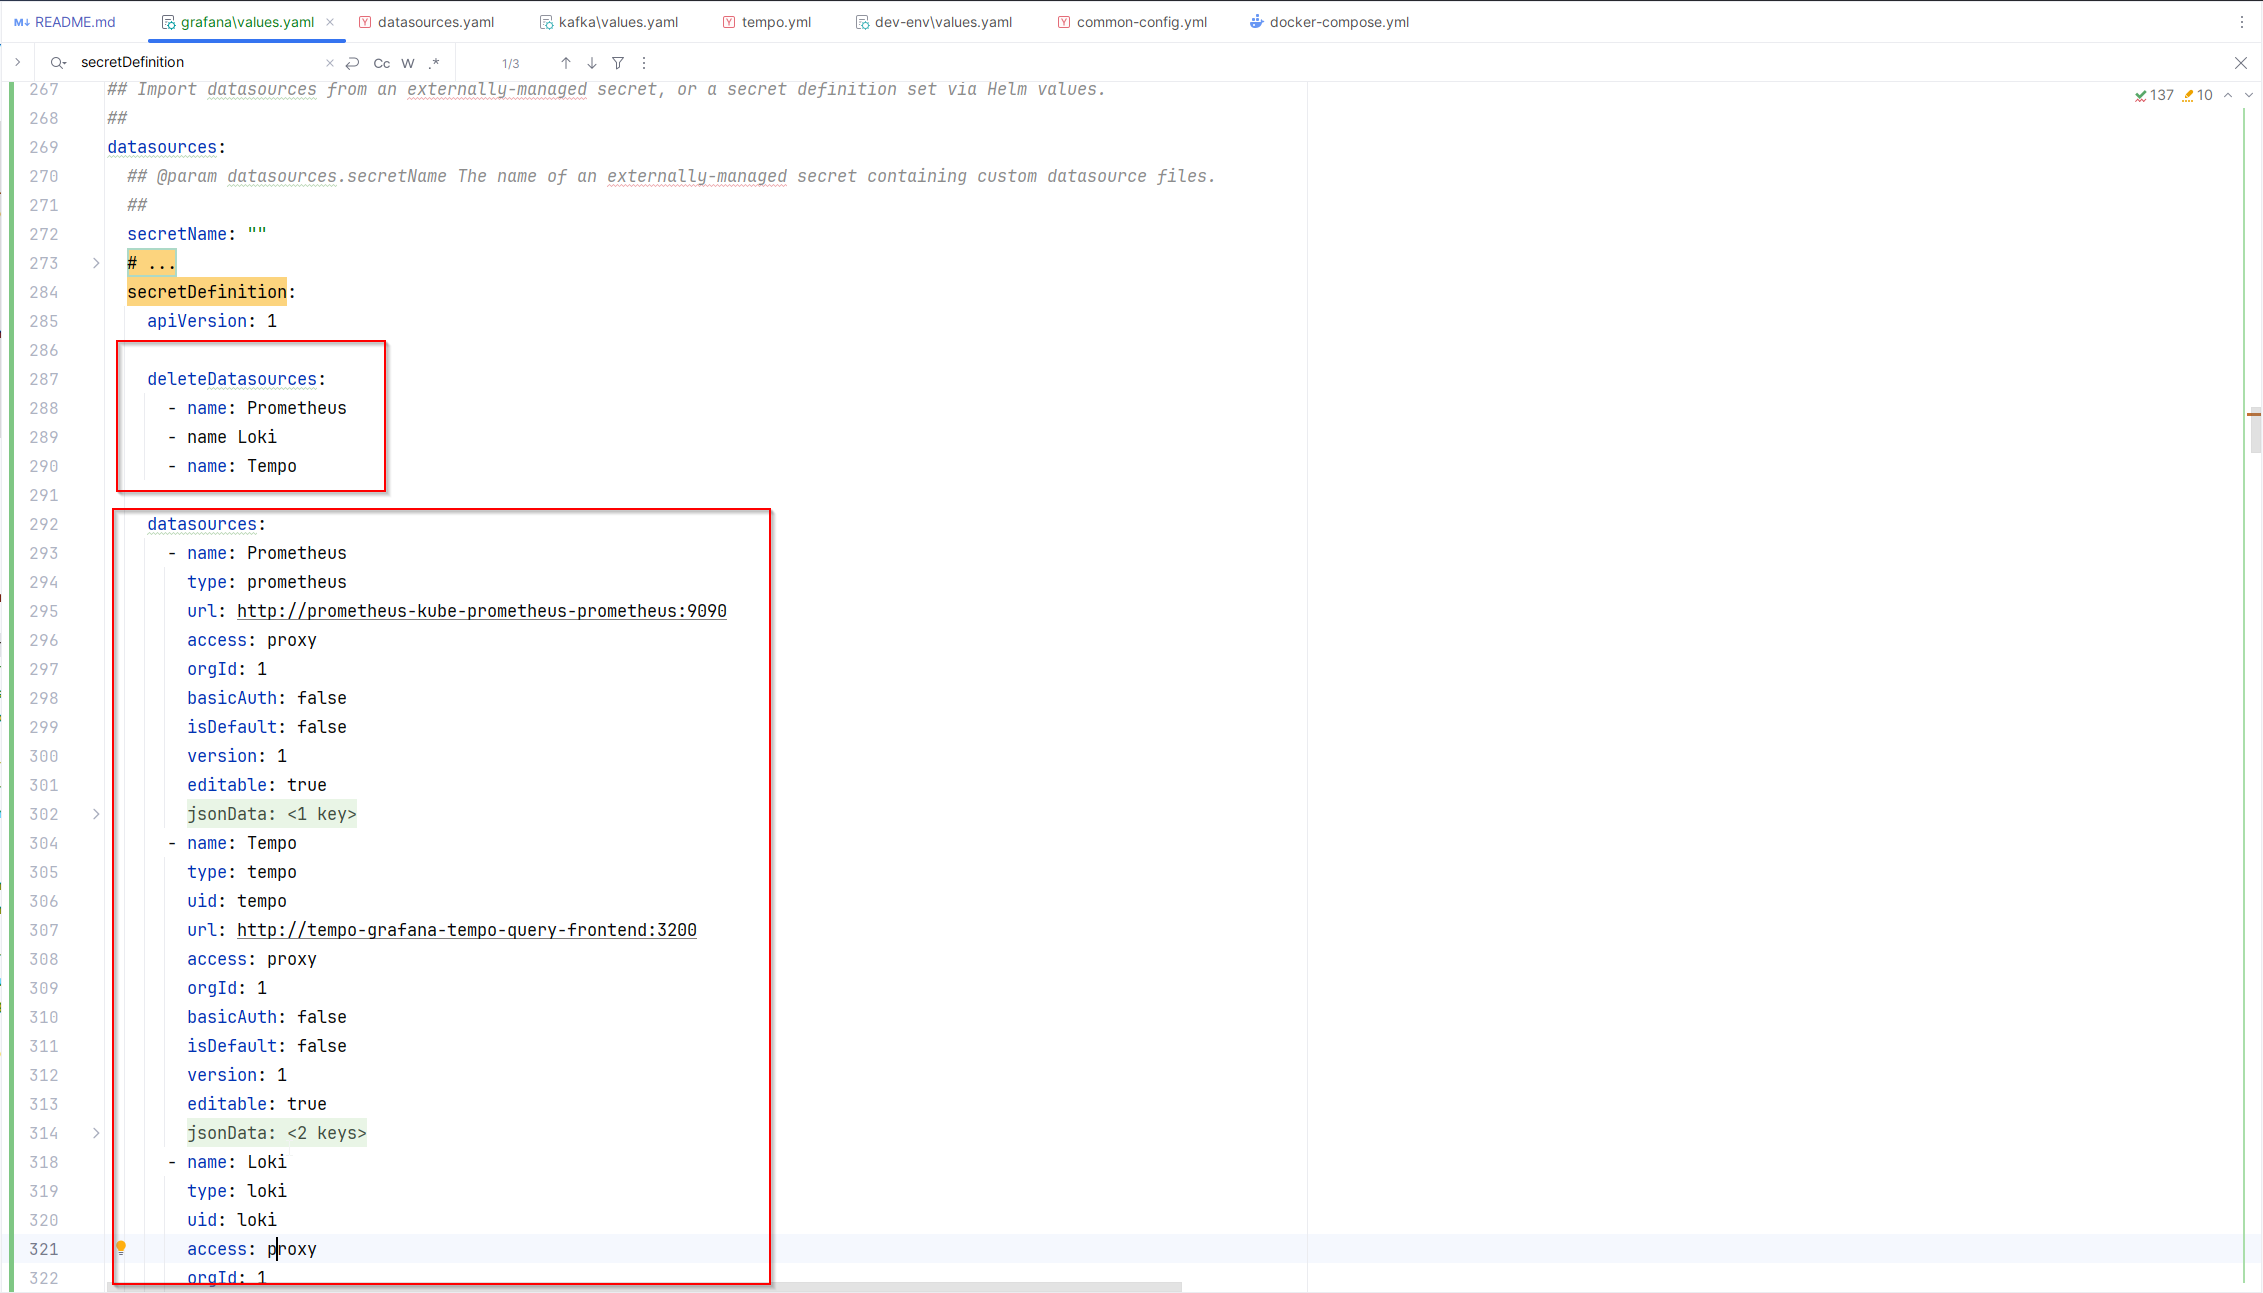 README.md grafana\values.yaml datasources.yaml kafka\values.yaml tempo.yml dev-env\values.yaml common-config.yml docker-compose.yml
secretDefinition Cc W .* 1/3
137 10
267 ## Import datasources from an externally-managed secret, or a secret definition set via Helm values.
268 ##
269 datasources:
270 ## @param datasources.secretName The name of an externally-managed secret containing custom datasource files.
271 ##
272 secretName: ""
273 # ...
284 secretDefinition:
285 apiVersion: 1
286
287 deleteDatasources:
288 - name: Prometheus
289 - name Loki
290 - name: Tempo
291
292 datasources:
293 - name: Prometheus
294 type: prometheus
295 url: http://prometheus-kube-prometheus-prometheus:9090
296 access: proxy
297 orgId: 1
298 basicAuth: false
299 isDefault: false
300 version: 1
301 editable: true
302 jsonData: <1 key>
304 - name: Tempo
305 type: tempo
306 uid: tempo
307 url: http://tempo-grafana-tempo-query-frontend:3200
308 access: proxy
309 orgId: 1
310 basicAuth: false
311 isDefault: false
312 version: 1
313 editable: true
314 jsonData: <2 keys>
318 - name: Loki
319 type: loki
320 uid: loki
321 access: proxy
322 orgId: 1